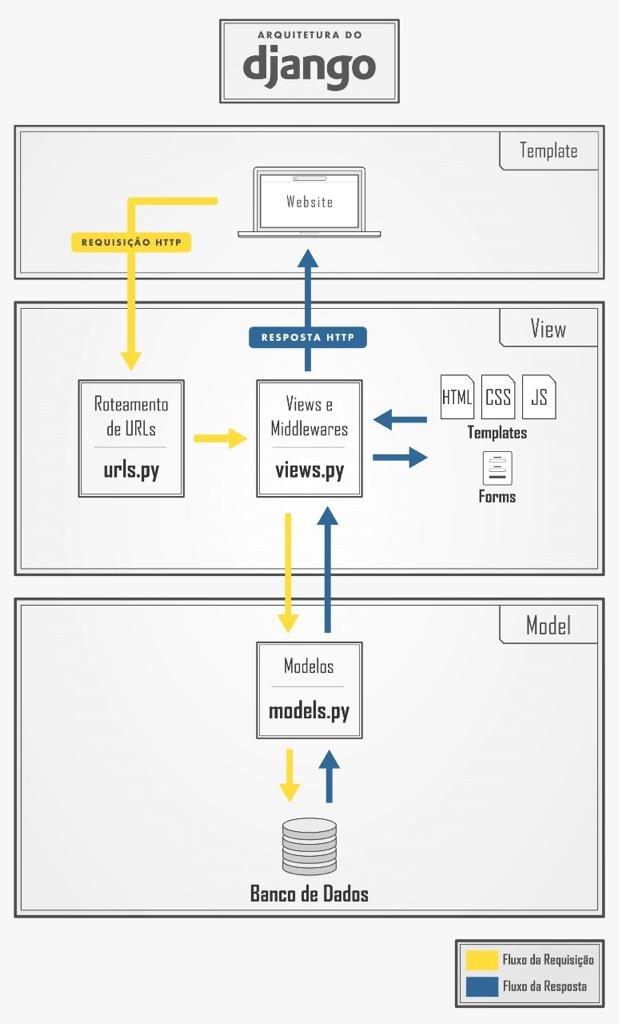 ARQUITETURA DO
django
Template
Website
REQUISIÇÃO HTTP
View
RESPOSTA HTTP
Roteamento
de URLs
urls.py
Views e
Middlewares
views.py
HTML CSS JS
Templates
Forms
Model
Modelos
models.py
Banco de Dados
Fluxo da Requisição
Fluxo da Resposta